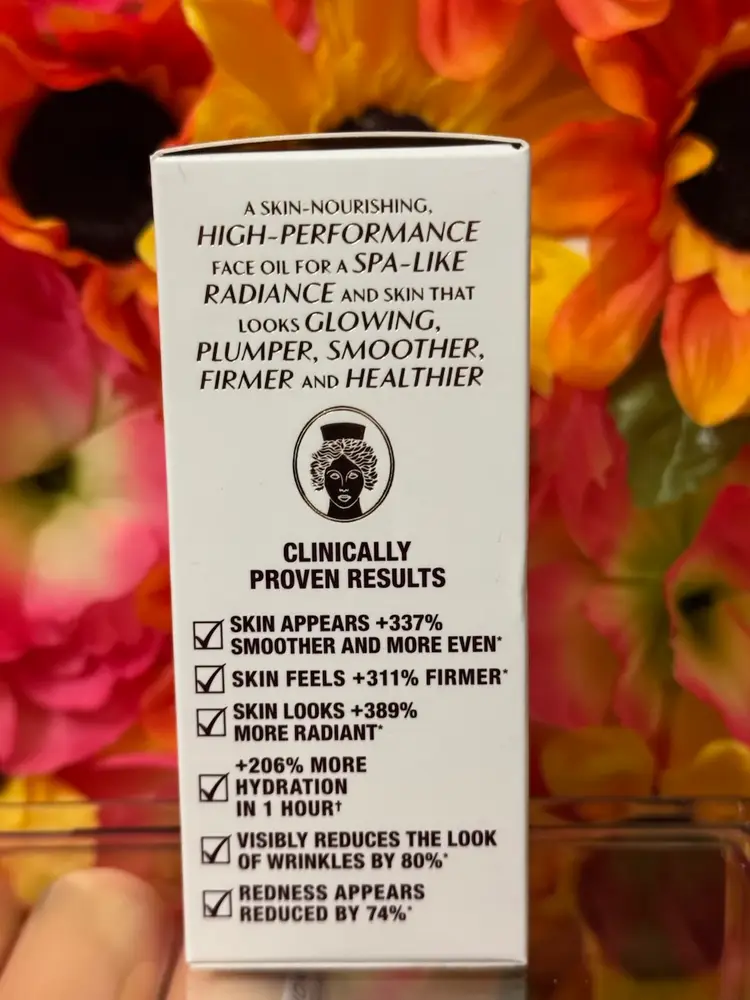 A SKIN-NOURISHING,
HIGH-PERFORMANCE
FACE OIL FOR A SPA-LIKE
RADIANCE AND SKIN THAT
LOOKS GLOWING,
PLUMPER, SMOOTHER,
FIRMER AND HEALTHIER
CLINICALLY
PROVEN RESULTS
SKIN APPEARS +337%
SMOOTHER AND MORE EVEN*
SKIN FEELS +311% FIRMER*
SKIN LOOKS +389%
MORE RADIANT*
+206% MORE
HYDRATION
IN 1 HOUR†
VISIBLY REDUCES THE LOOK
OF WRINKLES BY 80%*
REDNESS APPEARS
REDUCED BY 74%*